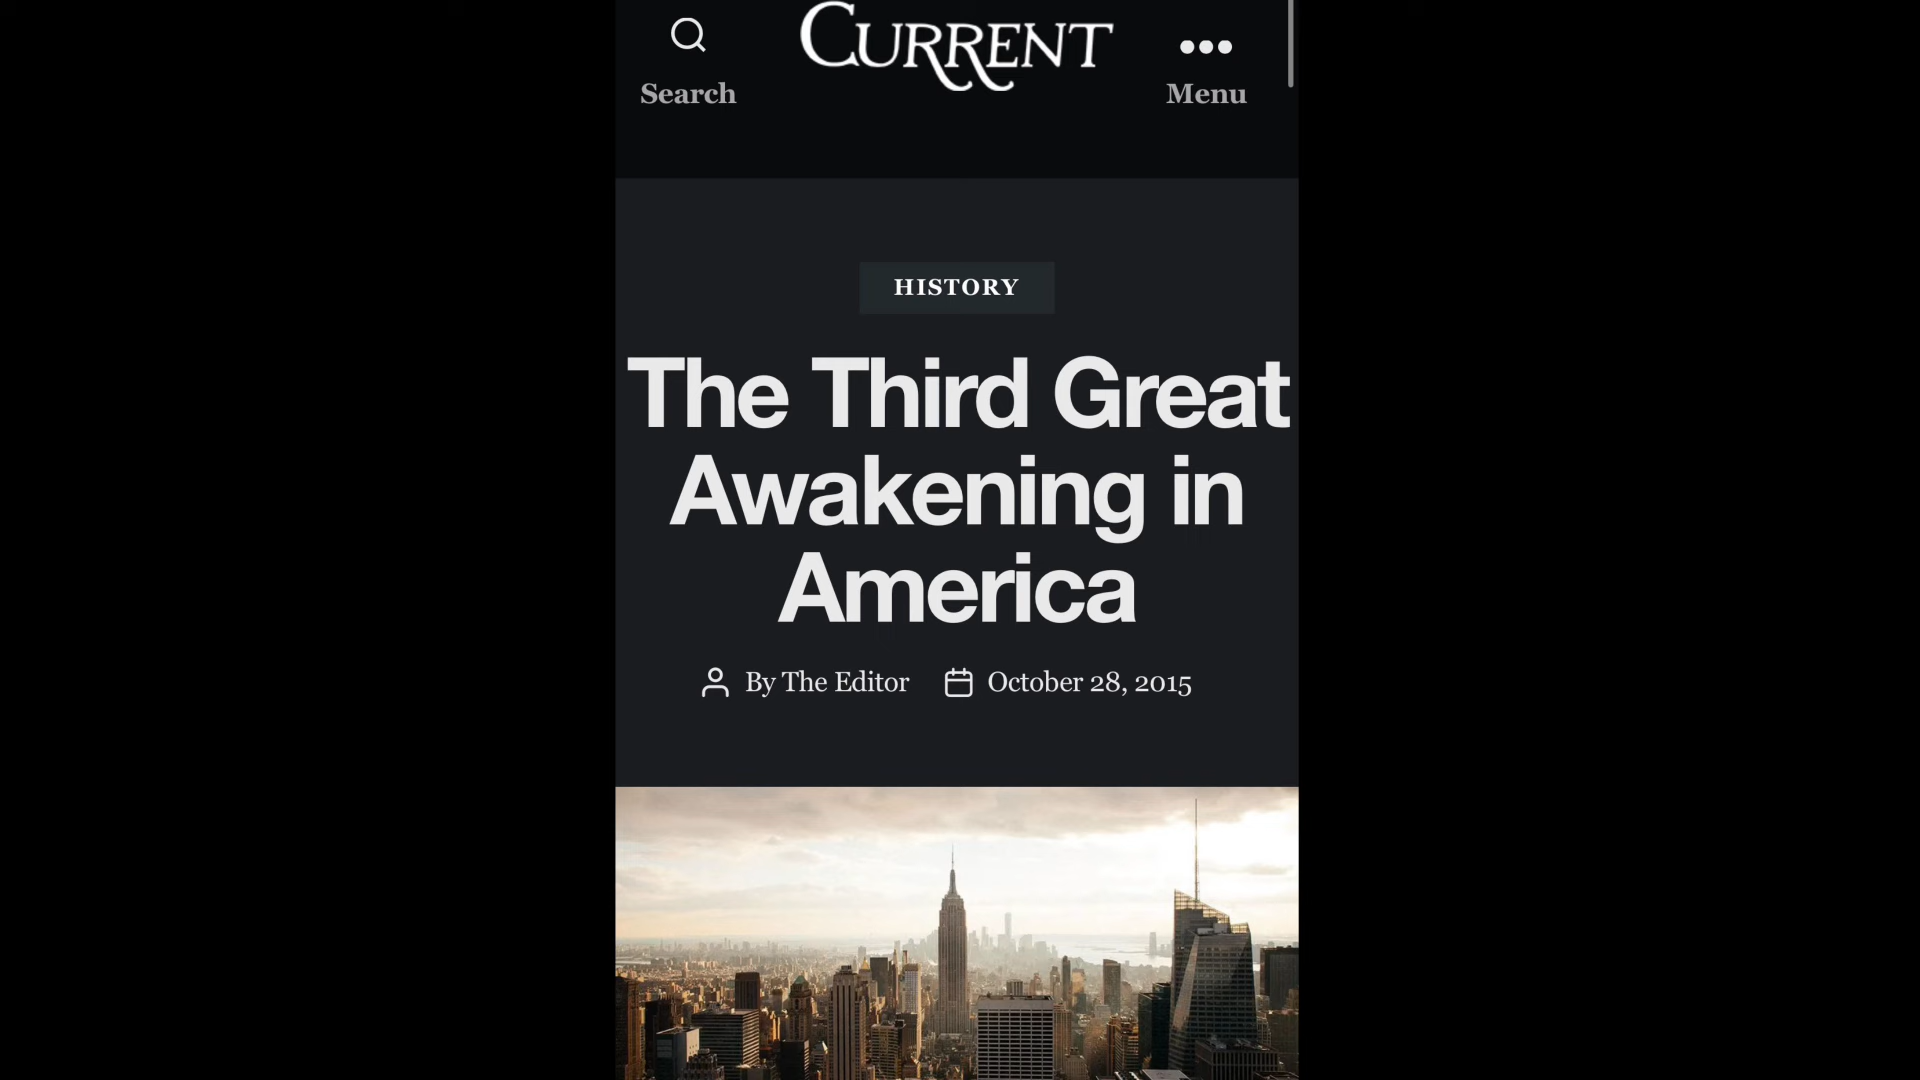 CURRENT
Search
Menu
HISTORY
The Third Great
Awakening in
America
By The Editor
October 28, 2015